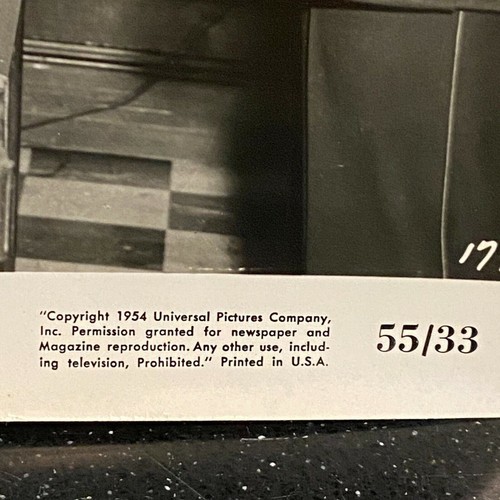 17
"Copyright 1954 Universal Pictures Company,
Inc. Permission granted for newspaper and
Magazine reproduction. Any other use, includ-
ing television, Prohibited." Printed in U.S.A.
55/33